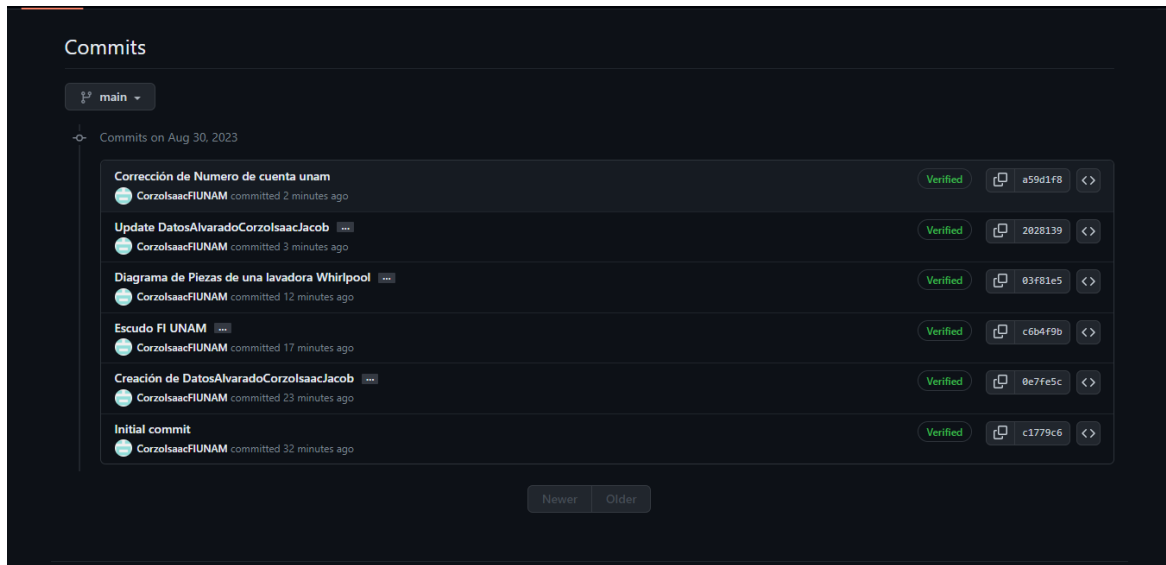 Commits
main
Commits on Aug 30, 2023
Corrección de Numero de cuenta unam
Verified a59d1f8
CorzoIsaacFIUNAM committed 2 minutes ago
Update DatosAlvaradoCorzoIsaacJacob ...
Verified 2028139
CorzoIsaacFIUNAM committed 3 minutes ago
Diagrama de Piezas de una lavadora Whirlpool ...
Verified 03f81e5
CorzoIsaacFIUNAM committed 12 minutes ago
Escudo FI UNAM ...
Verified c6b4f9b
CorzoIsaacFIUNAM committed 17 minutes ago
Creación de DatosAlvaradoCorzoIsaacJacob ...
Verified 0e7fe5c
CorzoIsaacFIUNAM committed 23 minutes ago
Initial commit
Verified c1779c6
CorzoIsaacFIUNAM committed 32 minutes ago
Newer Older